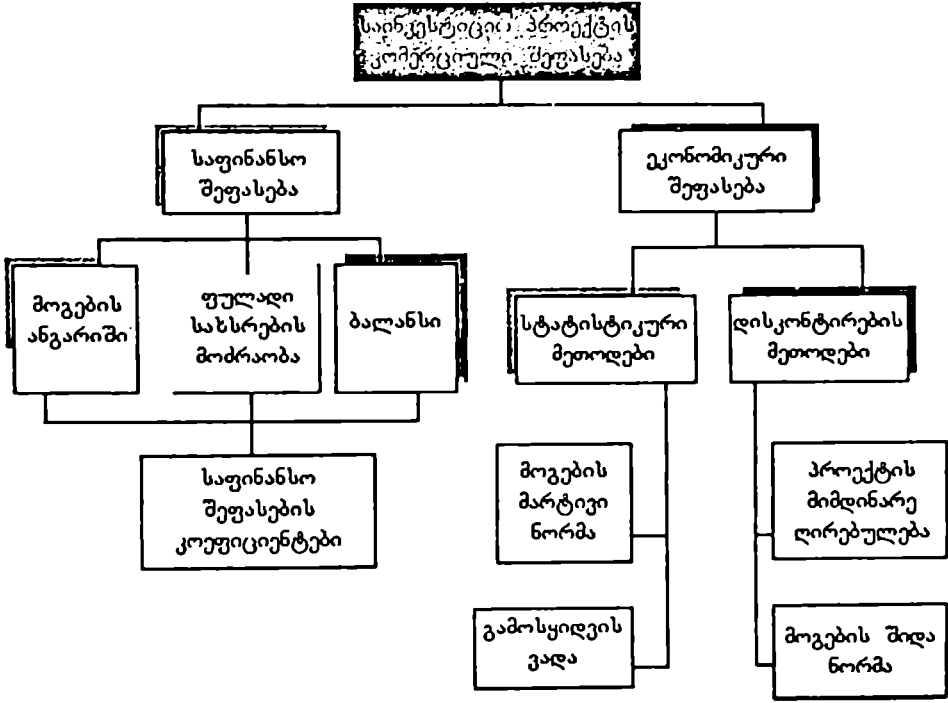 საინვესტიციო პროექტის
კომერციული შეფასება
საფინანსო
შეფასება
ეკონომიკური
შეფასება
მოგების
ანგარიში
ფულადი
სახსრების
მოძრაობა
ბალანსი
სტატისტიკური
მეთოდები
დისკონტირების
მეთოდები
საფინანსო
შეფასების
კოეფიციენტები
მოგების
მარტივი
ნორმა
პროექტის
მიმდინარე
ღირებულება
გამოსყიდვის
ვადა
მოგების შიდა
ნორმა